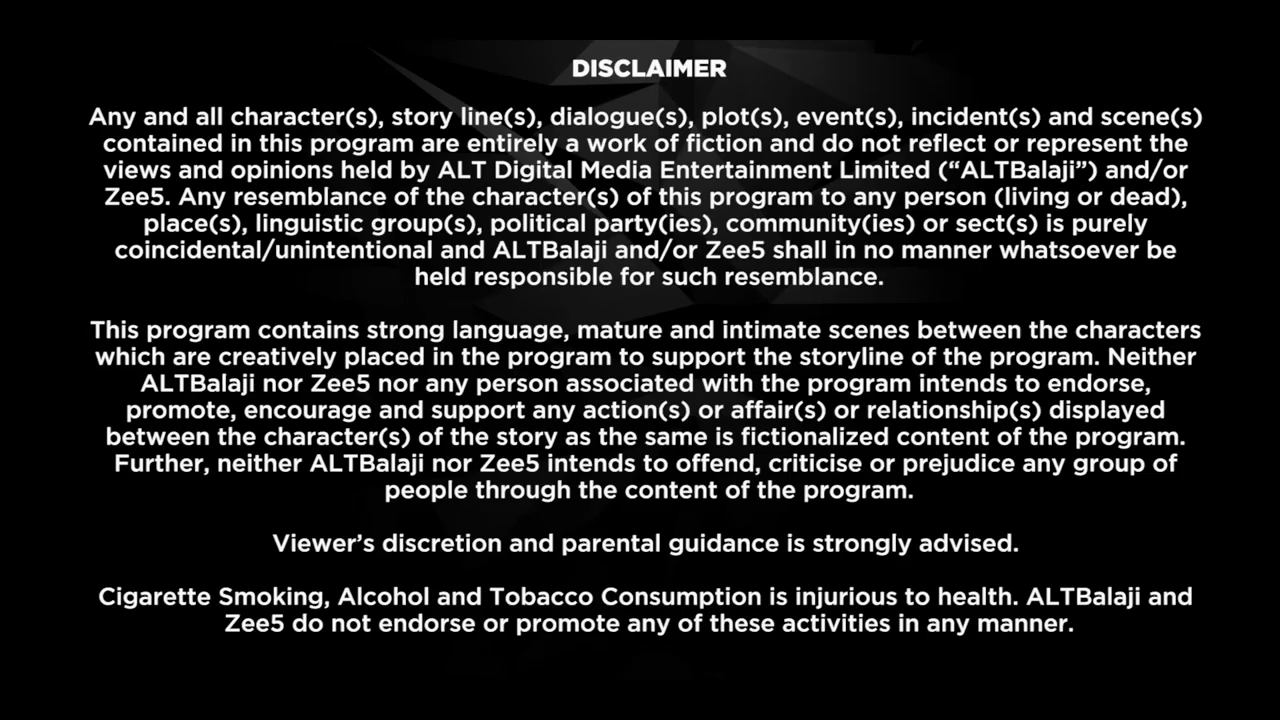 DISCLAIMER
Any and all character(s), story line(s), dialogue(s), plot(s), event(s), incident(s) and scene(s)
contained in this program are entirely a work of fiction and do not reflect or represent the
views and opinions held by ALT Digital Media Entertainment Limited (“ALTBalaji”) and/or
Zee5. Any resemblance of the character(s) of this program to any person (living or dead),
place(s), linguistic group(s), political party(ies), community(ies) or sect(s) is purely
coincidental/unintentional and ALTBalaji and/or Zee5 shall in no manner whatsoever be
held responsible for such resemblance.
This program contains strong language, mature and intimate scenes between the characters
which are creatively placed in the program to support the storyline of the program. Neither
ALTBalaji nor Zee5 nor any person associated with the program intends to endorse,
promote, encourage and support any action(s) or affair(s) or relationship(s) displayed
between the character(s) of the story as the same is fictionalized content of the program.
Further, neither ALTBalaji nor Zee5 intends to offend, criticise or prejudice any group of
people through the content of the program.
Viewer’s discretion and parental guidance is strongly advised.
Cigarette Smoking, Alcohol and Tobacco Consumption is injurious to health. ALTBalaji and
Zee5 do not endorse or promote any of these activities in any manner.